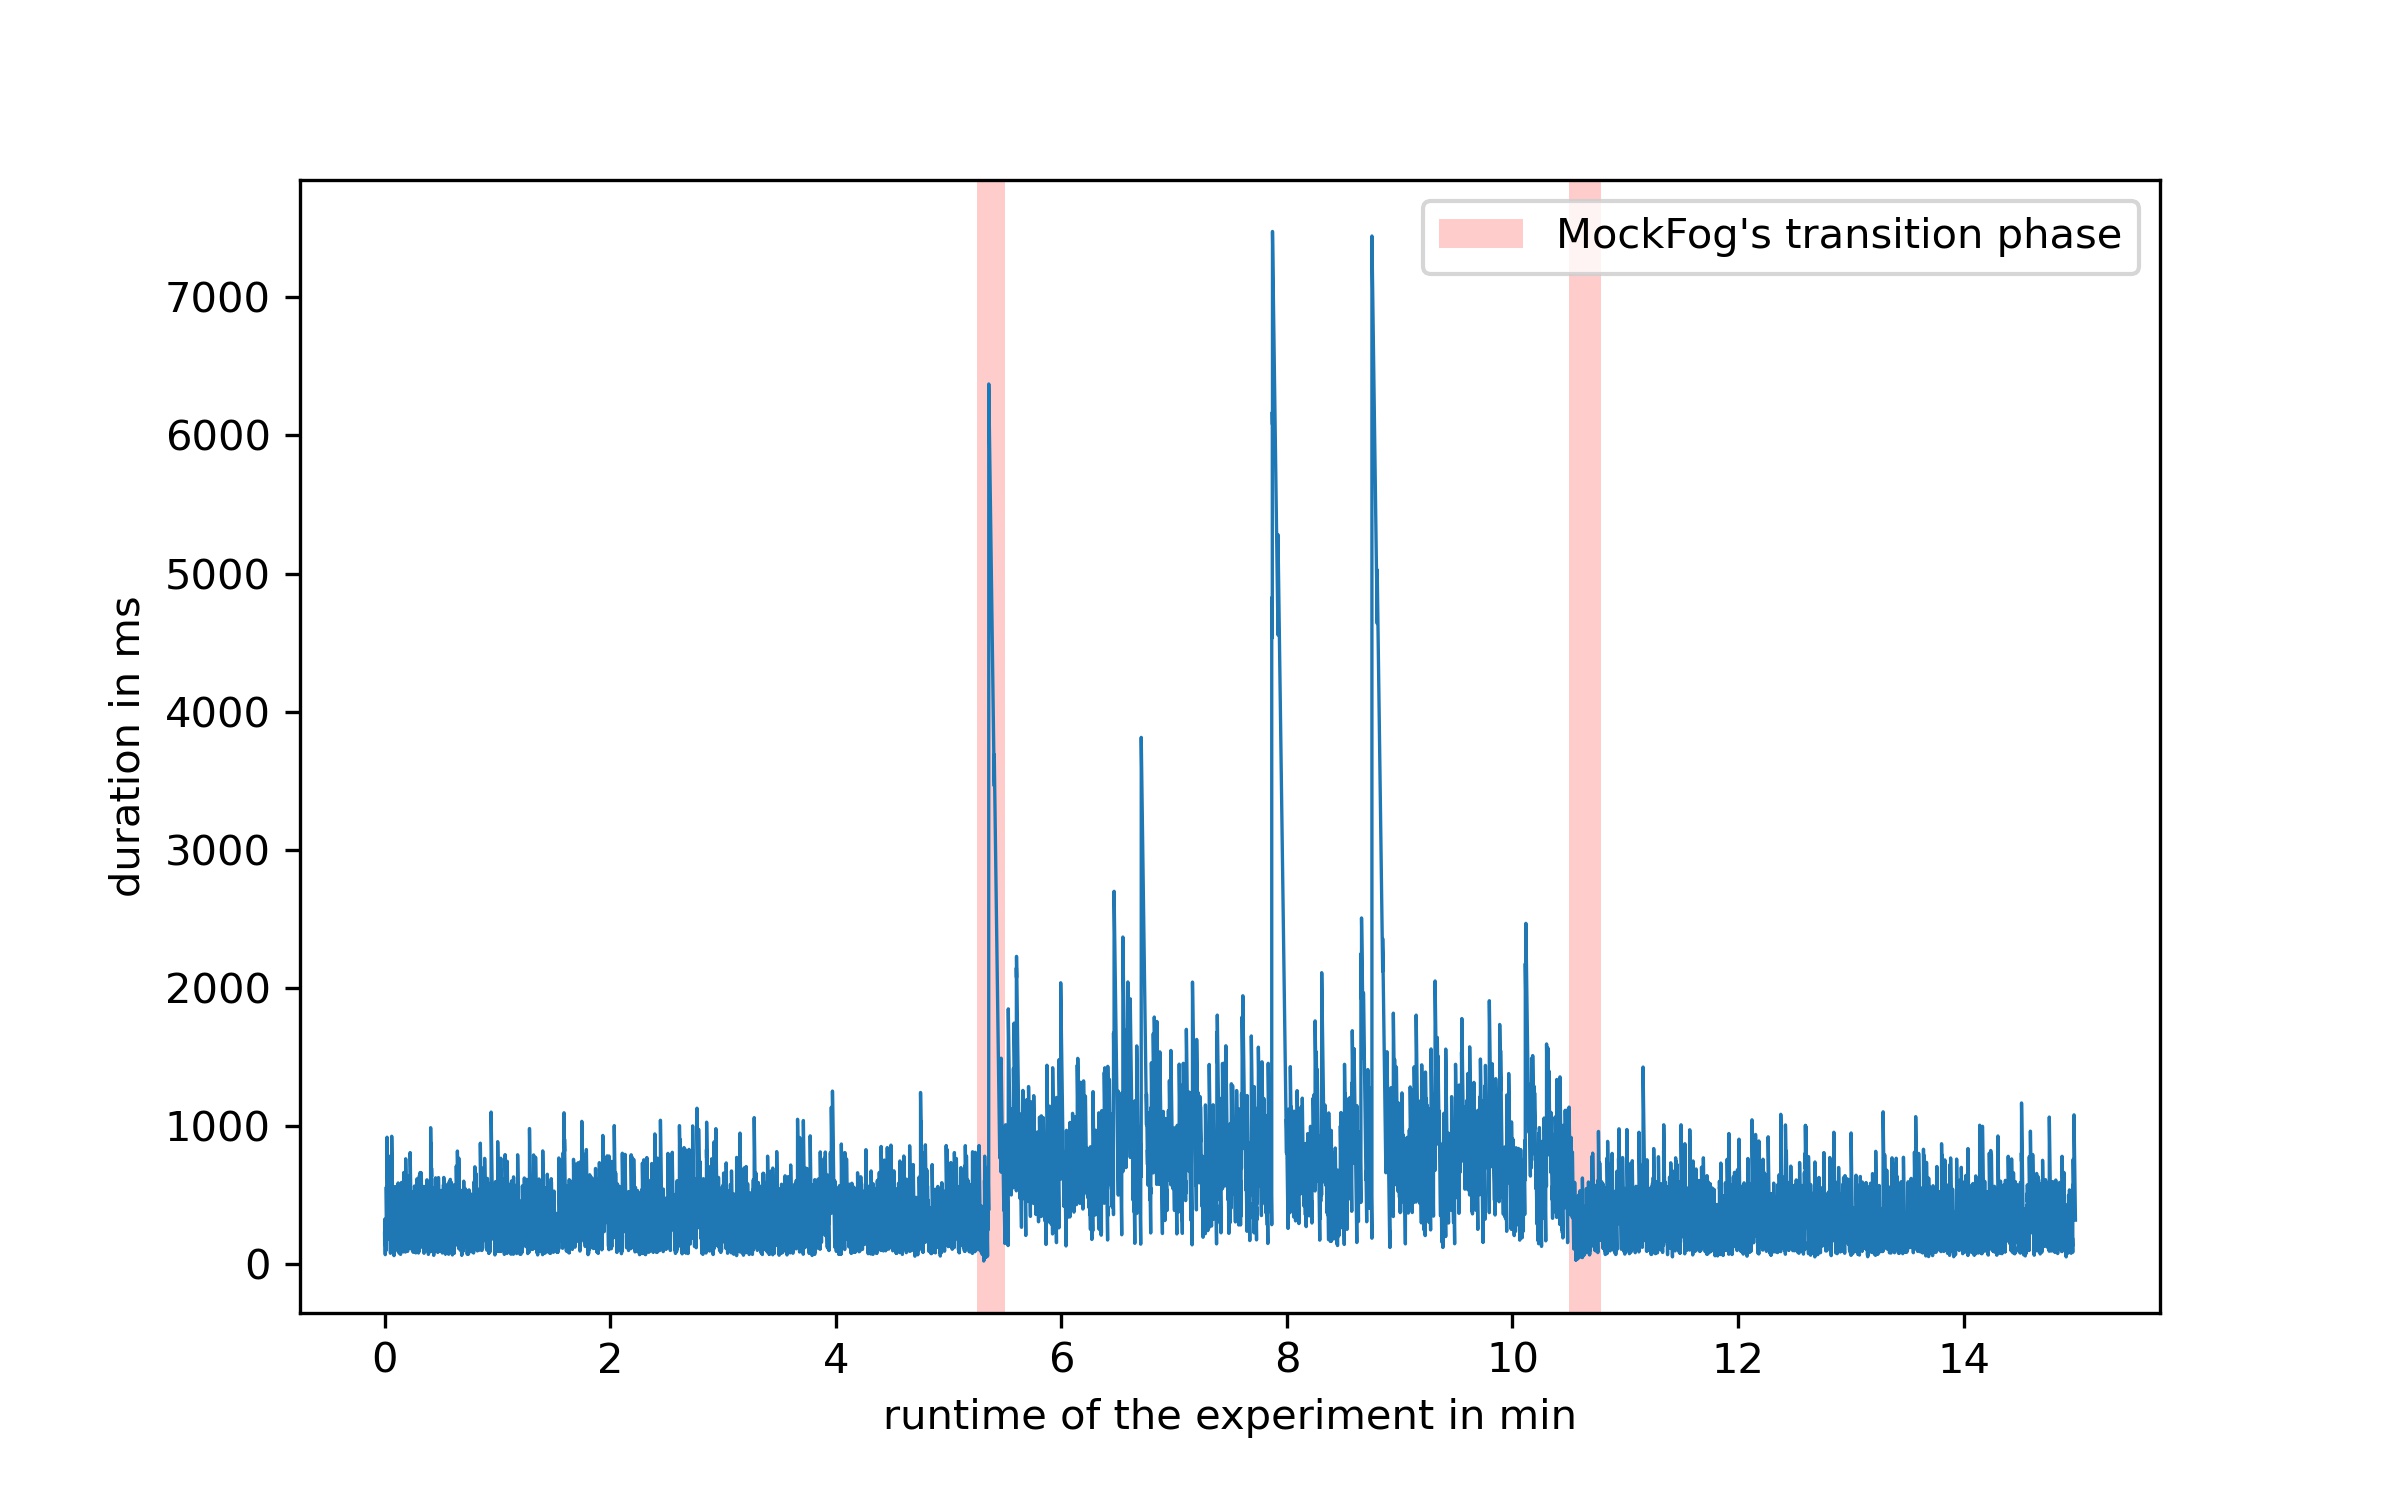 MockFog's transition phase
7000
6000
5000
4000
3000
2000
1000
0
duration in ms
0 2 4 6 8 10 12 14
runtime of the experiment in min